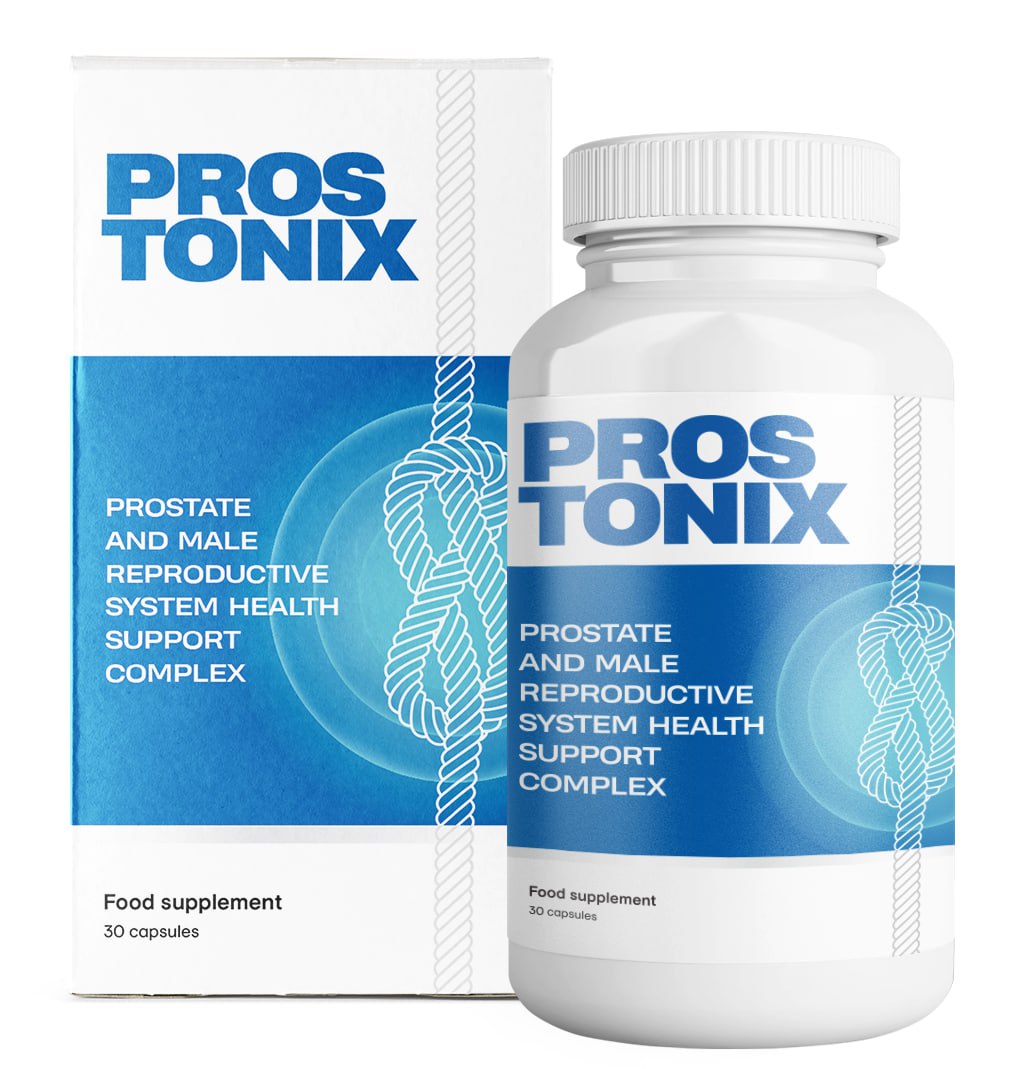 PROS
TONIX
PROSTATE
AND MALE
REPRODUCTIVE
SYSTEM HEALTH
SUPPORT
COMPLEX
Food supplement
30 capsules
PROS
TONIX
PROSTATE
AND MALE
REPRODUCTIVE
SYSTEM HEALTH
SUPPORT
COMPLEX
Food supplement
30 capsules